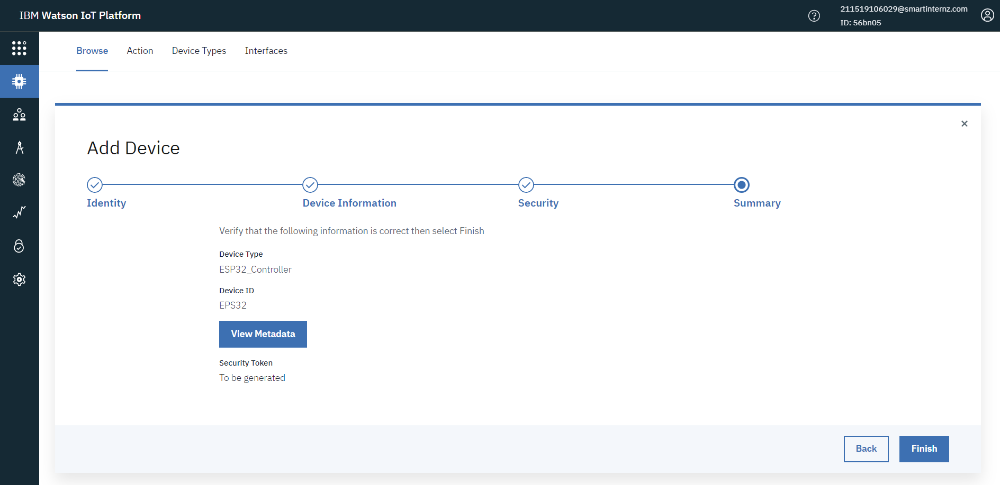 IBM Watson IoT Platform
211519106029@smartinternz.com
ID: 56bn05
Browse Action Device Types Interfaces
Add Device
Identity Device Information Security Summary
Verify that the following information is correct then select Finish
Device Type
ESP32_Controller
Device ID
EPS32
View Metadata
Security Token
To be generated
Back Finish